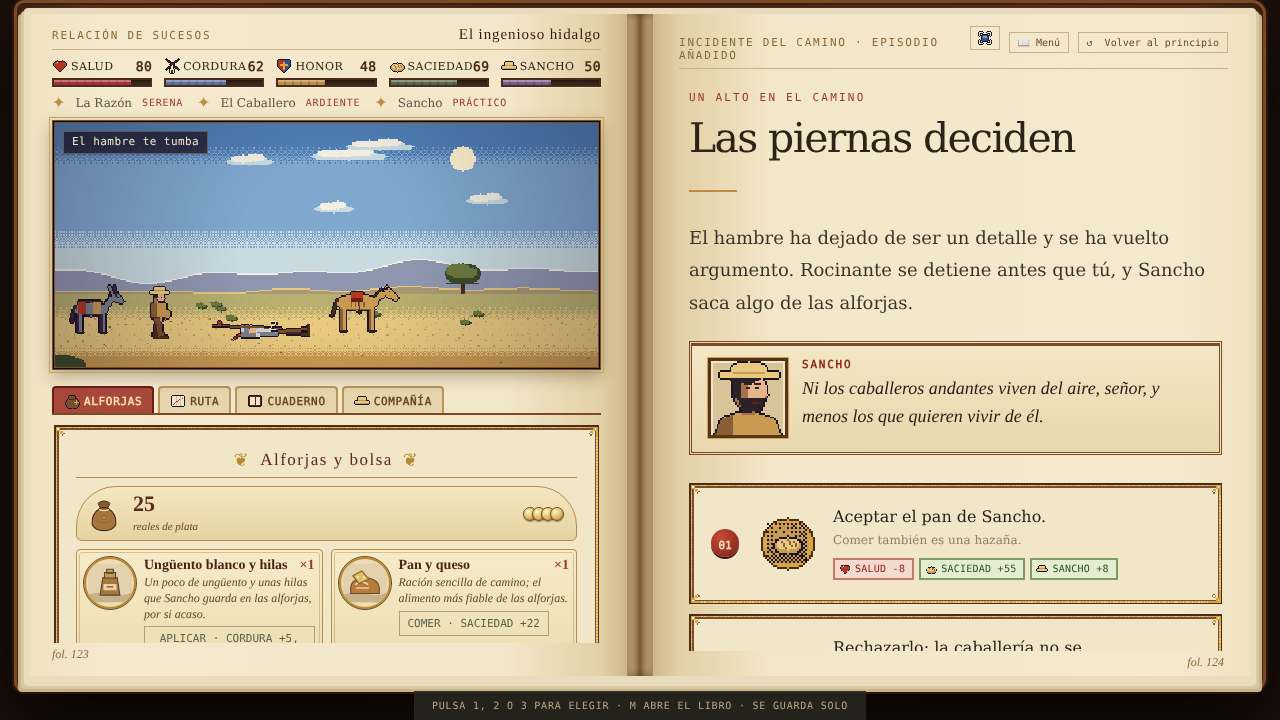 RELACIÓN DE SUCESOS
El ingenioso hidalgo
SALUD 80
CORDURA 62
HONOR 48
SACIEDAD 69
SANCHO 50
La Razón SERENA
El Caballero ARDIENTE
Sancho PRÁCTICO
El hambre te tumba
ALFORJAS
RUTA
CUADERNO
COMPAÑÍA
Alforjas y bolsa
25
reales de plata
Ungüento blanco y hilas ×1
Un poco de ungüento y unas hilas
que Sancho guarda en las alforjas,
por si acaso.
APLICAR · CORDURA +5,
Pan y queso ×1
Ración sencilla de camino; el
alimento más fiable de las alforjas.
COMER · SACIEDAD +22
fol. 123
INCIDENTE DEL CAMINO · EPISODIO
AÑADIDO
Menú
Volver al principio
UN ALTO EN EL CAMINO
Las piernas deciden
El hambre ha dejado de ser un detalle y se ha vuelto
argumento. Rocinante se detiene antes que tú, y Sancho
saca algo de las alforjas.
SANCHO
Ni los caballeros andantes viven del aire, señor, y
menos los que quieren vivir de él.
01
Aceptar el pan de Sancho.
Comer también es una hazaña.
SALUD -8
SACIEDAD +55
SANCHO +8
Rechazarlo: la caballería no se
fol. 124
PULSA 1, 2 O 3 PARA ELEGIR · M ABRE EL LIBRO · SE GUARDA SOLO